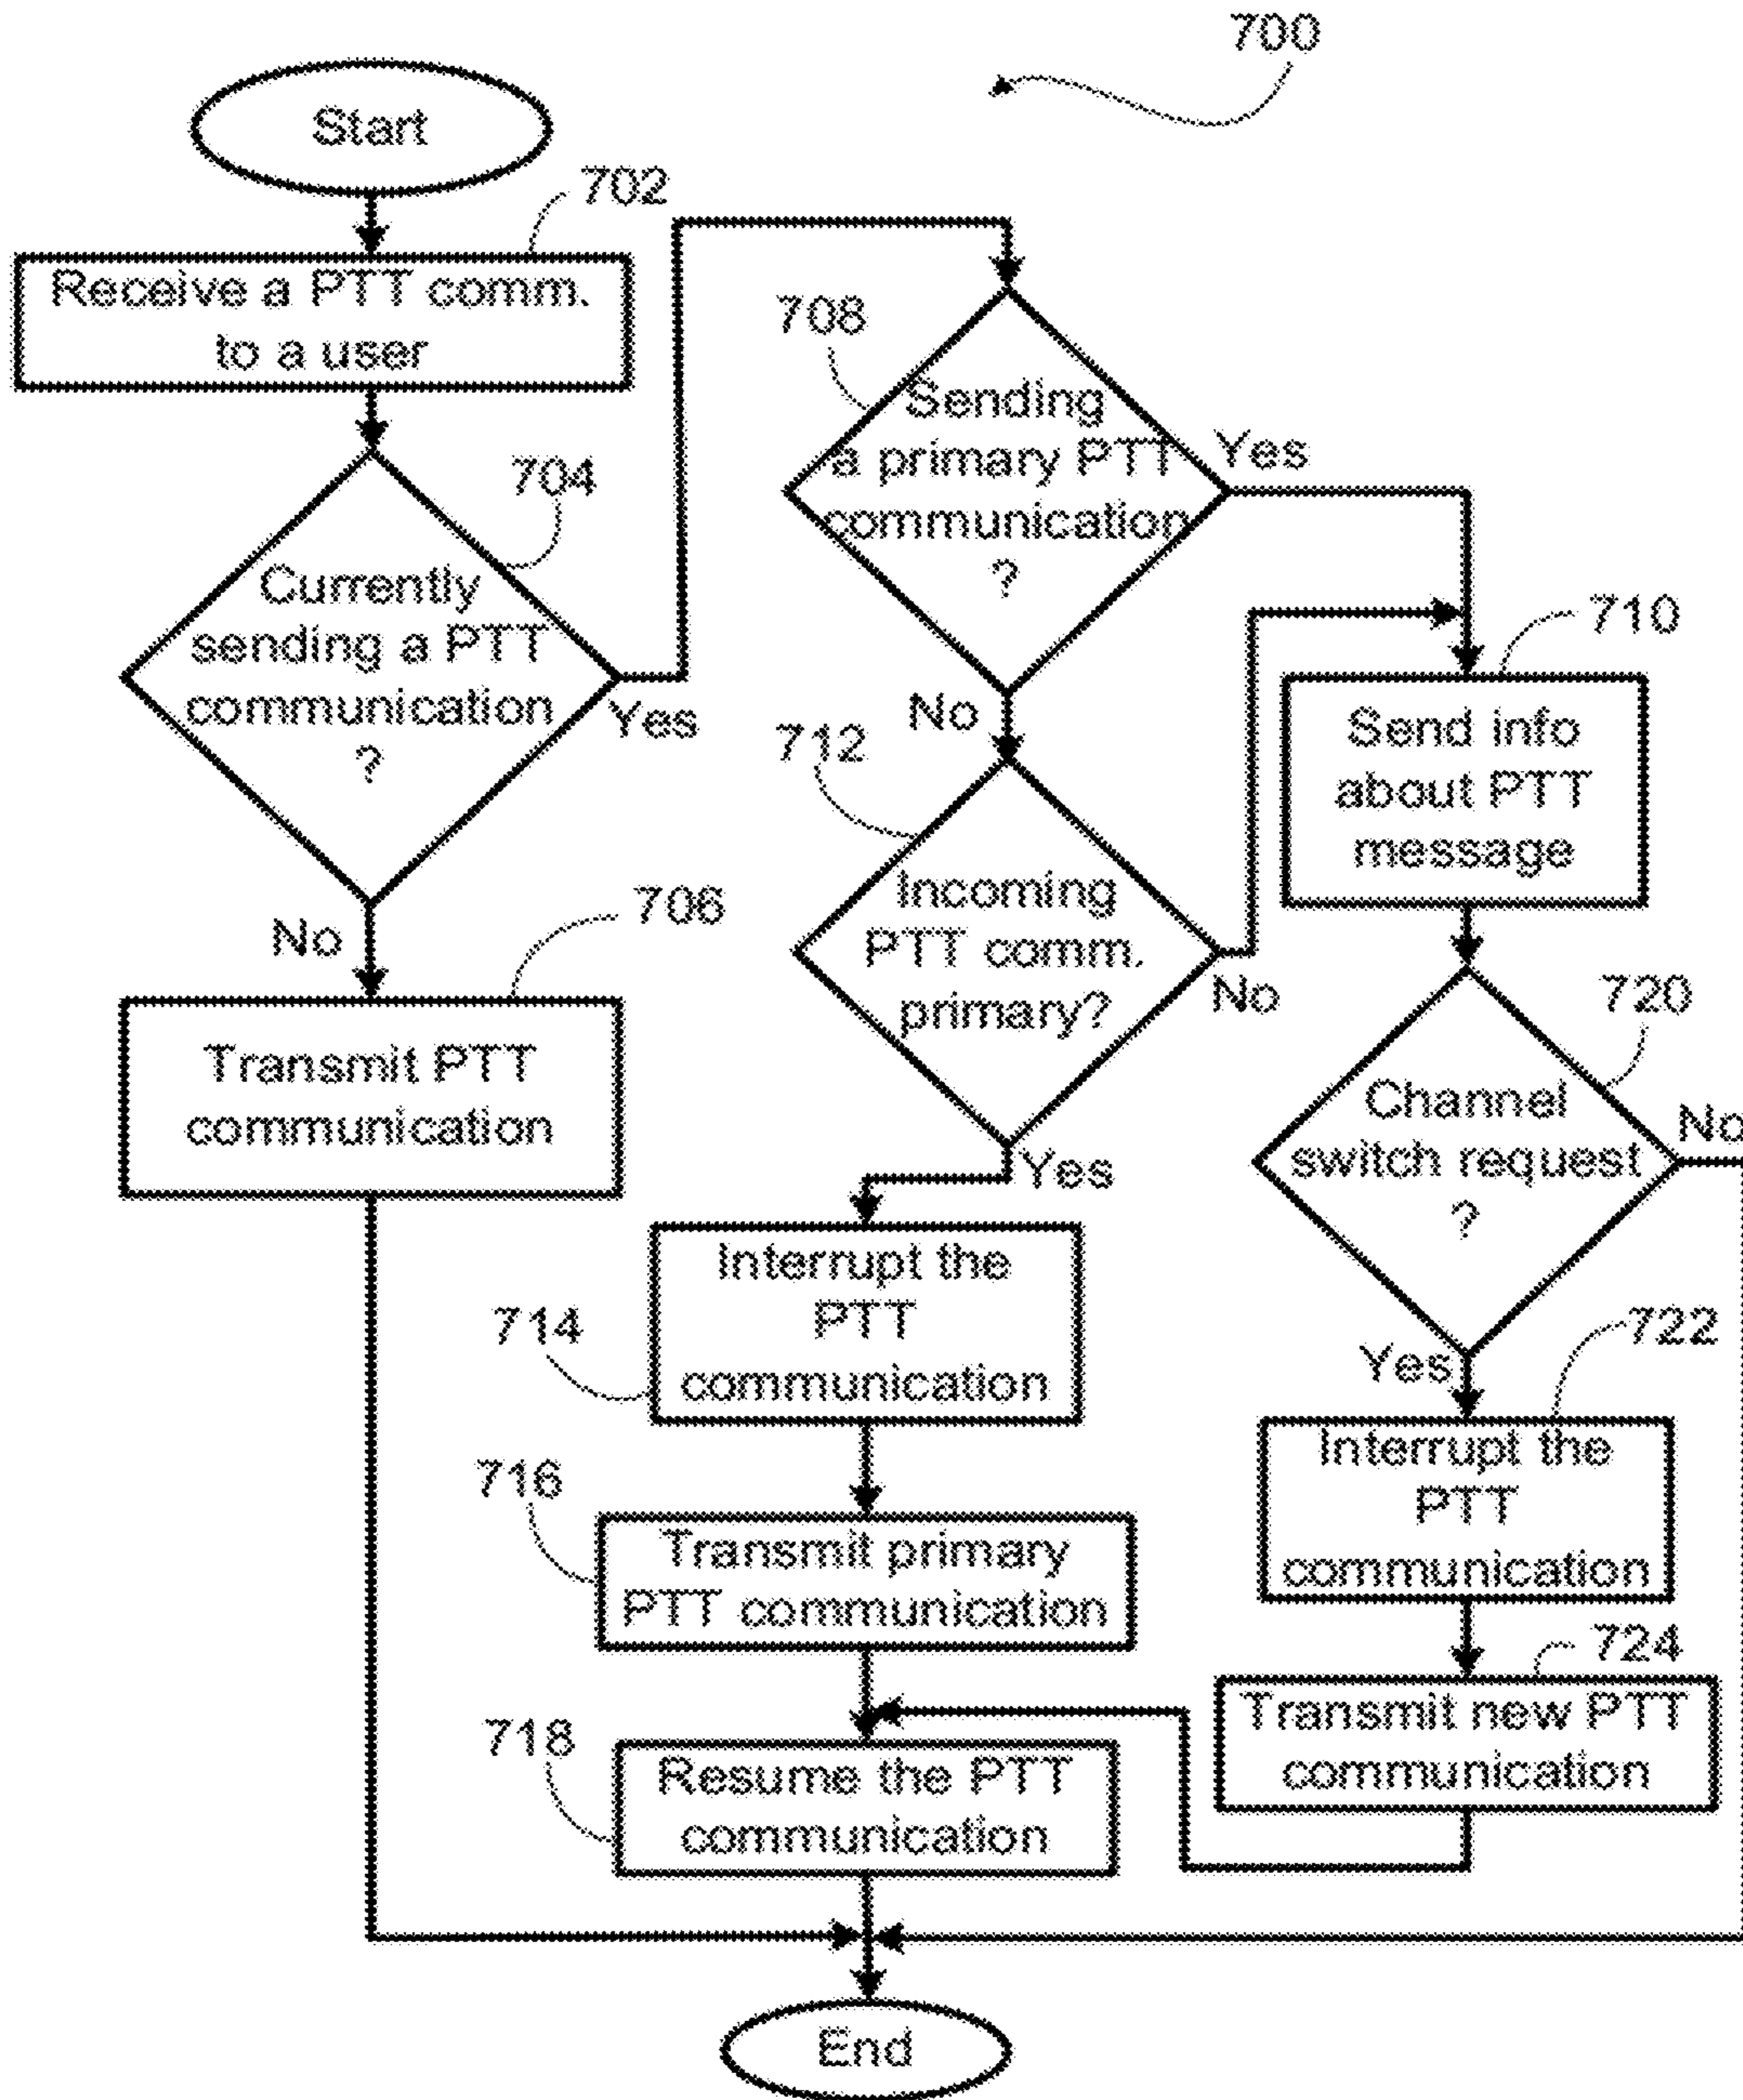 700
Start
702
Receive a PTT comm.
to a user
704
Currently
sending a PTT
communication
?
Yes
No
706
Transmit PTT
communication
708
Sending
a primary PTT
communication
?
Yes
No
710
Send info
about PTT
message
712
Incoming
PTT comm.
primary?
No
Yes
714
Interrupt the
PTT
communication
716
Transmit primary
PTT communication
718
Resume the PTT
communication
720
Channel
switch request
?
No
Yes
722
Interrupt the
PTT
communication
724
Transmit new PTT
communication
End